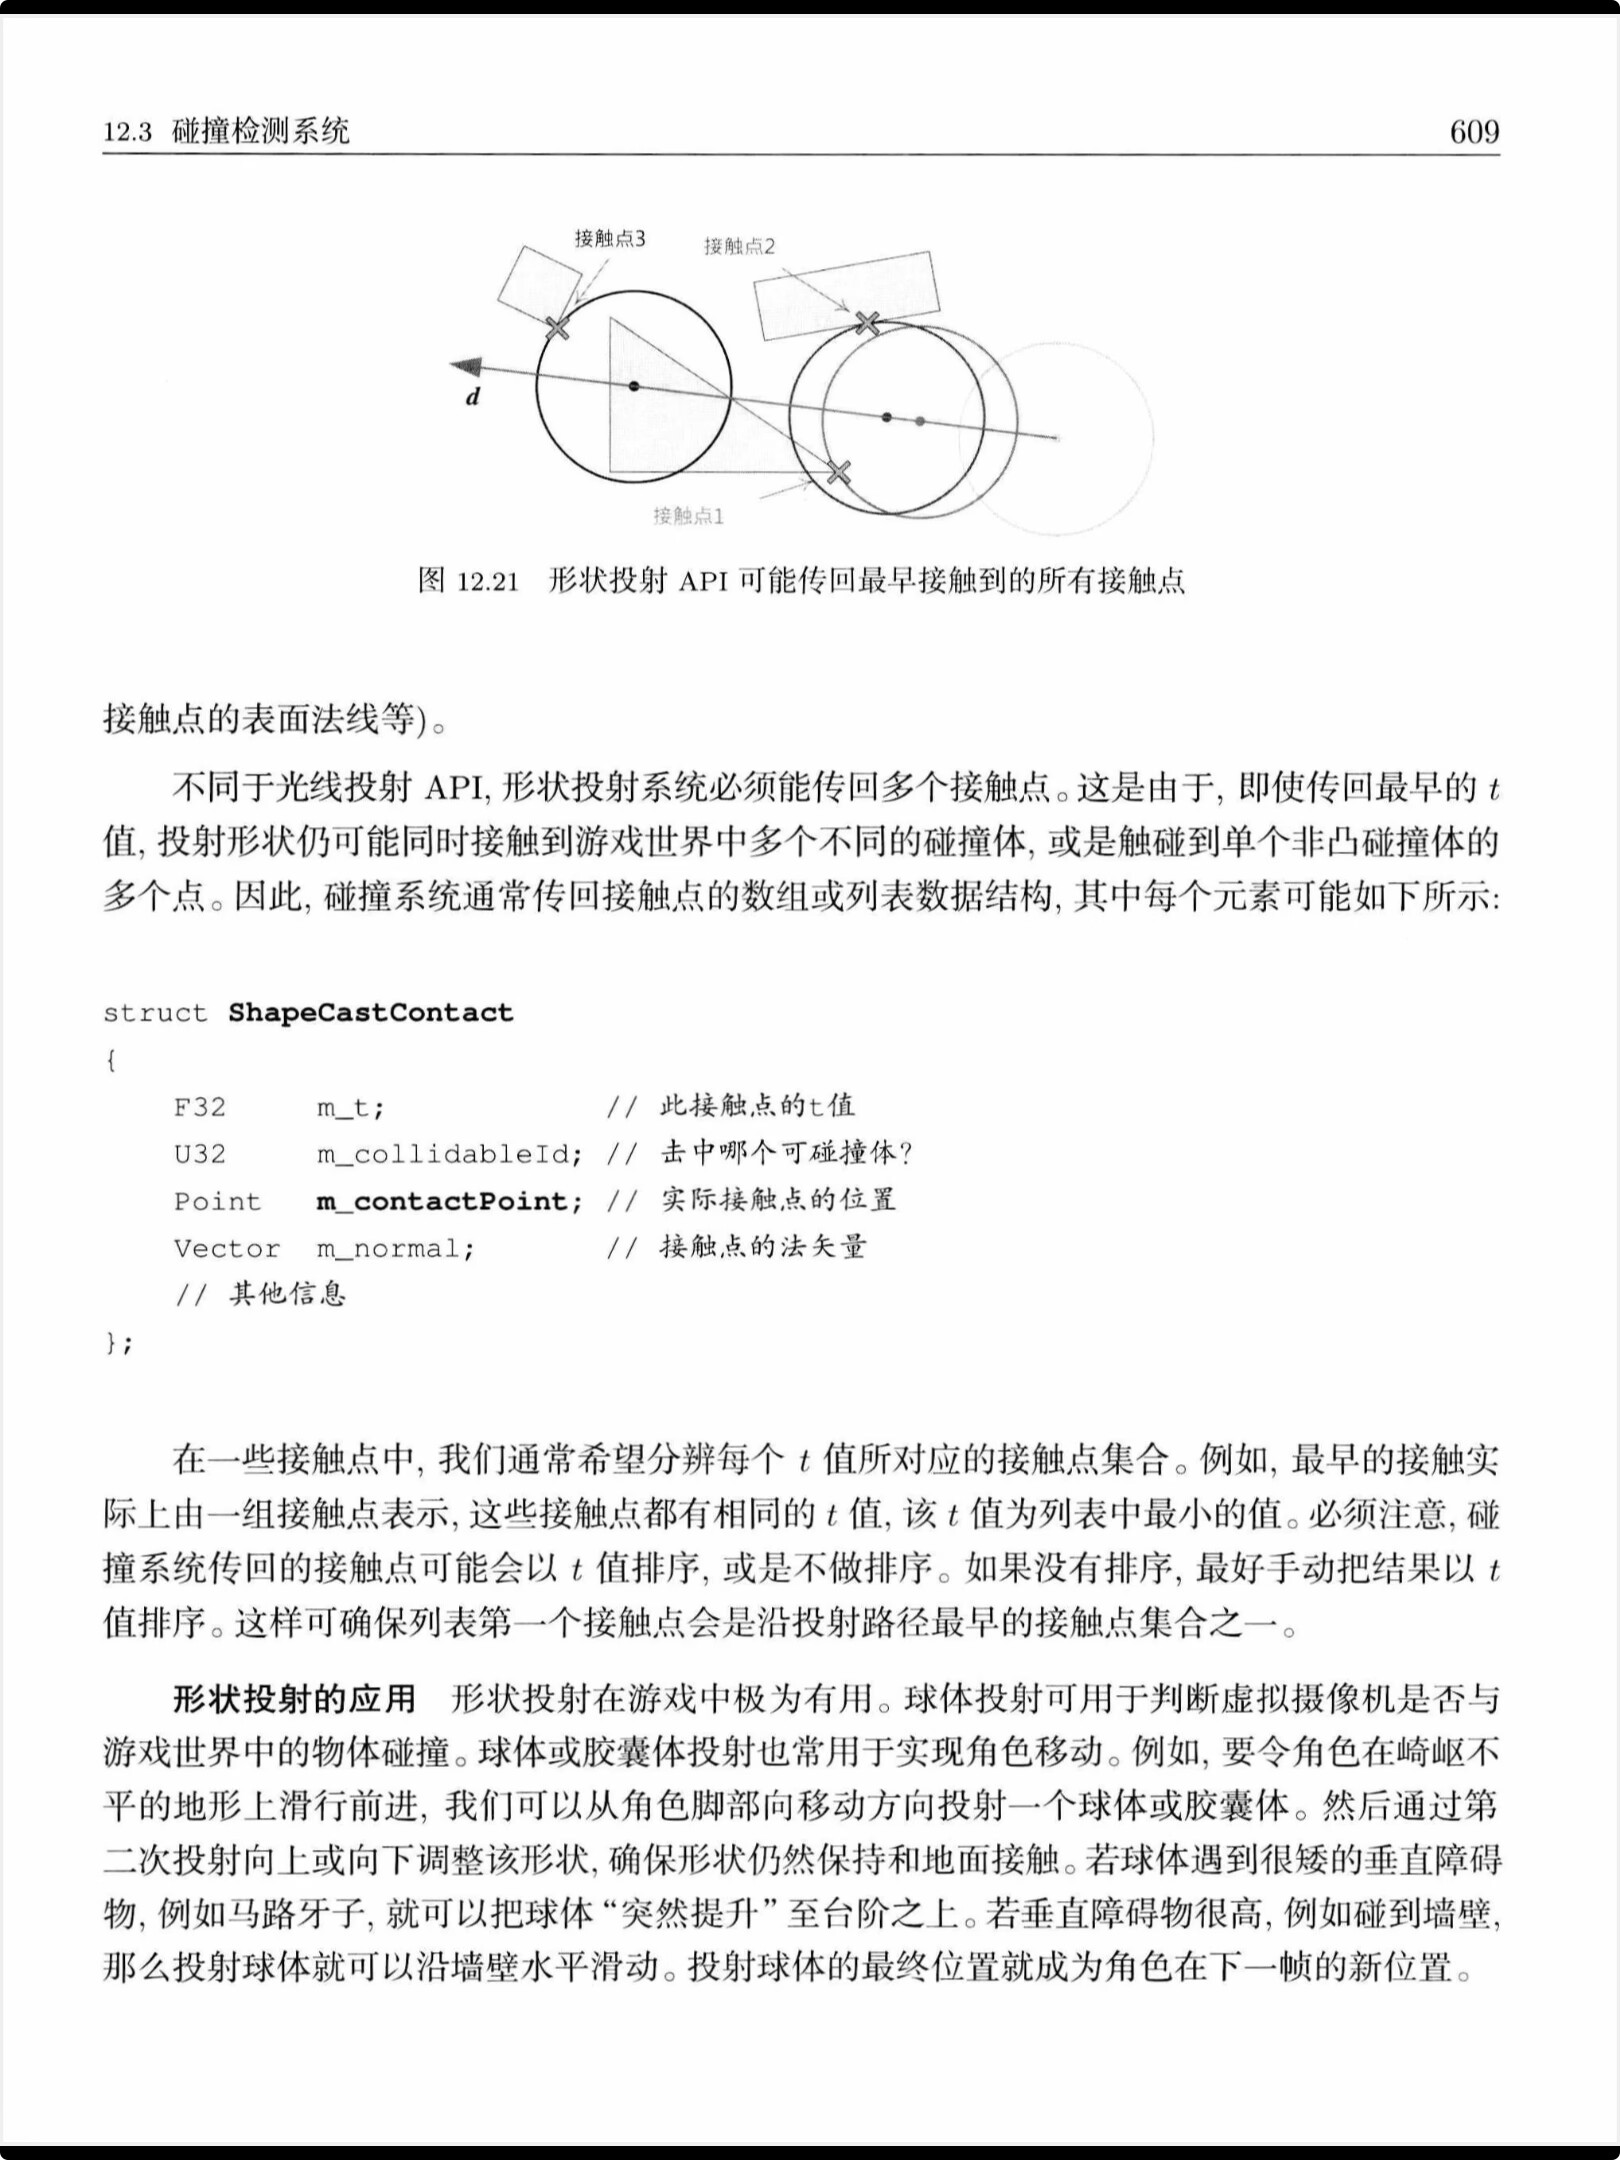 12.3 碰撞检测系统 609
接触点3 接触点2
d
接触点1
图 12.21 形状投射 API 可能传回最早接触到的所有接触点
接触点的表面法线等)。
不同于光线投射 API, 形状投射系统必须能传回多个接触点。这是由于, 即使传回最早的 t
值, 投射形状仍可能同时接触到游戏世界中多个不同的碰撞体, 或是触碰到单个非凸碰撞体的
多个点。因此, 碰撞系统通常传回接触点的数组或列表数据结构, 其中每个元素可能如下所示:
struct ShapeCastContact
{
F32 m_t; // 此接触点的t值
U32 m_collidableId; // 击中哪个可碰撞体?
Point m_contactPoint; // 实际接触点的位置
Vector m_normal; // 接触点的法矢量
// 其他信息
};
在一些接触点中, 我们通常希望分辨每个 t 值所对应的接触点集合。例如, 最早的接触实
际上由一组接触点表示, 这些接触点都有相同的 t 值, 该 t 值为列表中最小的值。必须注意, 碰
撞系统传回的接触点可能会以 t 值排序, 或是不做排序。如果没有排序, 最好手动把结果以 t
值排序。这样可确保列表第一个接触点会是沿投射路径最早的接触点集合之一。
形状投射的应用 形状投射在游戏中极为有用。球体投射可用于判断虚拟摄像机是否与
游戏世界中的物体碰撞。球体或胶囊体投射也常用于实现角色移动。例如, 要令角色在崎岖不
平的地形上滑行前进, 我们可以从角色脚部向移动方向投射一个球体或胶囊体。然后通过第
二次投射向上或向下调整该形状, 确保形状仍然保持和地面接触。若球体遇到很矮的垂直障碍
物, 例如马路牙子, 就可以把球体“突然提升”至台阶之上。若垂直障碍物很高, 例如碰到墙壁,
那么投射球体就可以沿墙壁水平滑动。投射球体的最终位置就成为角色在下一帧的新位置。